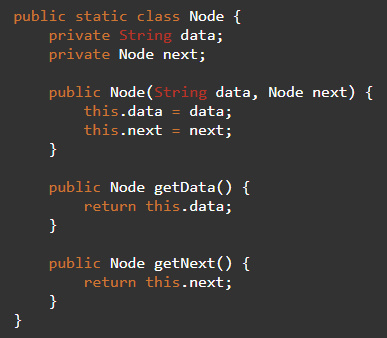 public static class Node {
    private String data;
    private Node next;

    public Node(String data, Node next) {
        this.data = data;
        this.next = next;
    }

    public Node getData() {
        return this.data;
    }

    public Node getNext() {
        return this.next;
    }
}